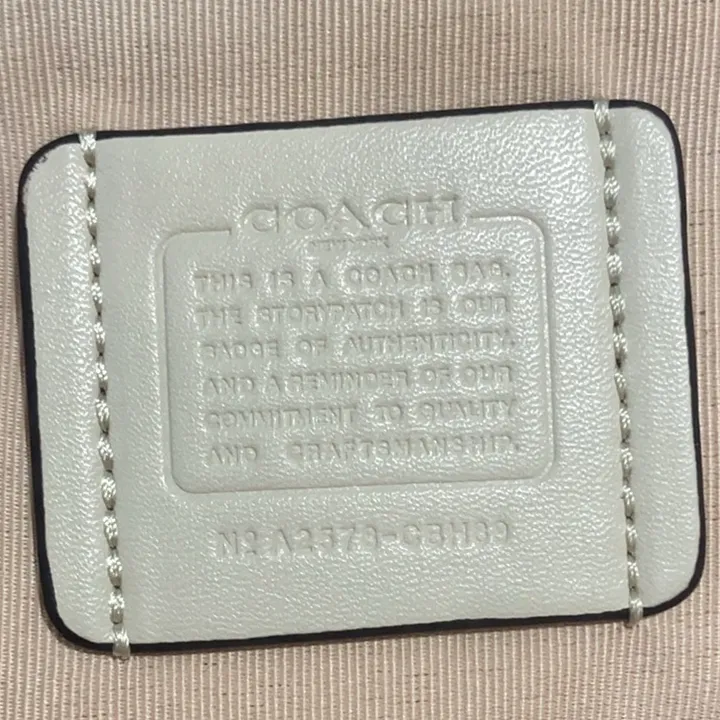 COACH
NEW YORK
THIS IS A COACH BAG.
THE STORYPATCH IS OUR
BADGE OF AUTHENTICITY,
AND A REMINDER OF OUR
COMMITMENT TO QUALITY
AND CRAFTSMANSHIP.
Nº